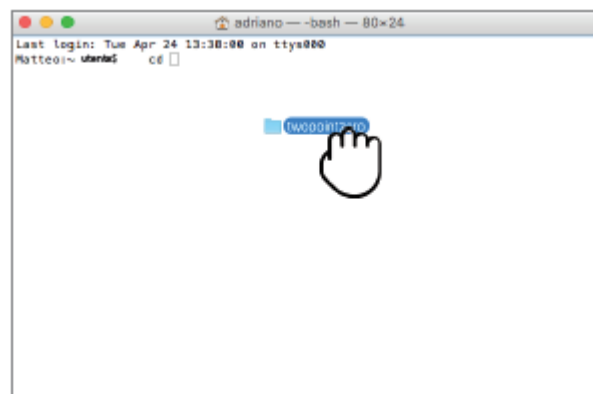 adriano — -bash — 80×24
Last login: Tue Apr 24 13:38:00 on ttys000
Matteo:~ utente$ cd
twopointzero